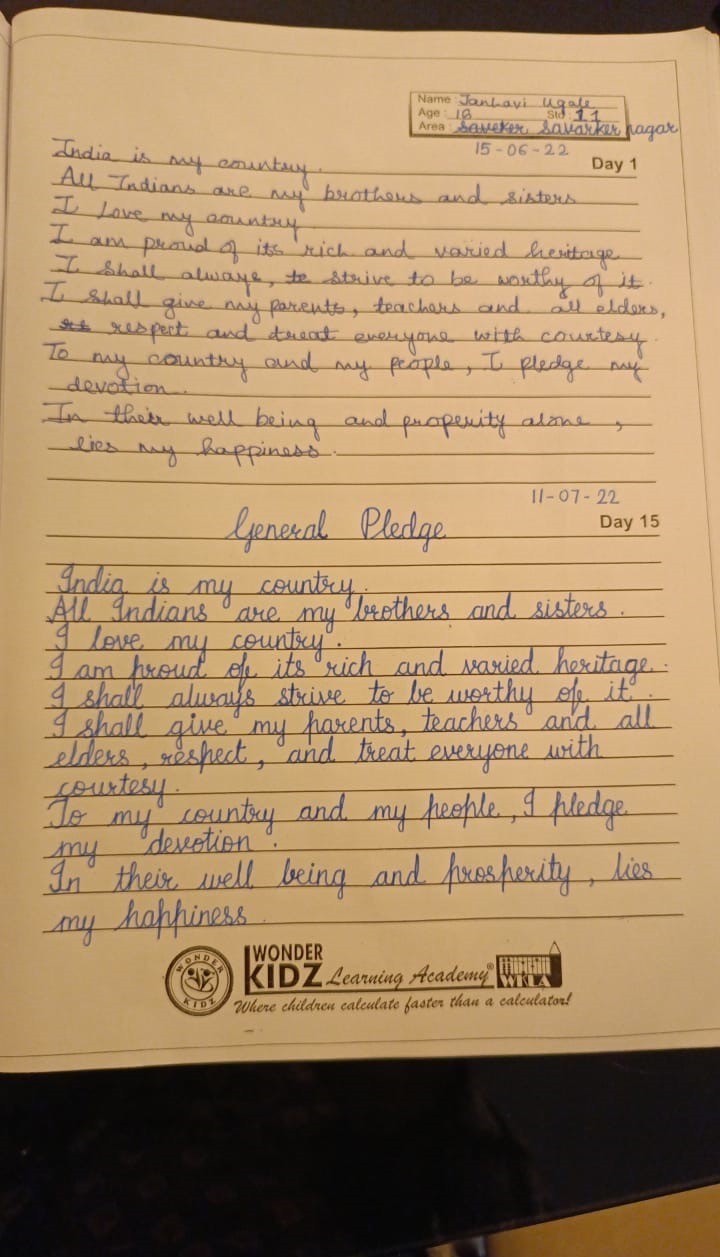 Name : Janhavi Ugale
Age : 16 Std : 11
Area : Saveker Savarker nagar
15-06-22
Day 1
India is my country.
All Indians are my brothers and sisters
I love my country.
I am proud of its rich and varied heritage
I shall always, to strive to be worthy of it.
I shall give my parents, teachers and all elders,
respect and treat everyone with courtesy.
To my country and my people, I pledge my
devotion.
In their well being and properity alone,
lies my happiness.
11-07-22
Day 15
General Pledge
India is my country.
All Indians are my brothers and sisters.
I love my country.
I am proud of its rich and varied heritage.
I shall always strive to be worthy of it.
I shall give my parents, teachers and all
elders, respect, and treat everyone with
courtesy.
To my country and my people, I pledge
my devotion.
In their well being and prosperity, lies
my happiness.
WONDER KIDZ
WONDER
KIDZ Learning Academy®
WKLA
Where children calculate faster than a calculator!